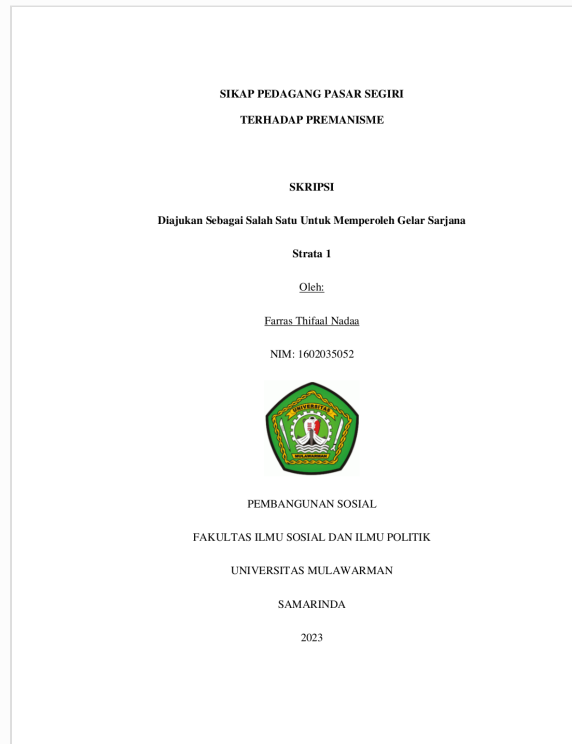 SIKAP PEDAGANG PASAR SEGIRI
TERHADAP PREMANISME
SKRIPSI
Diajukan Sebagai Salah Satu Untuk Memperoleh Gelar Sarjana
Strata 1
Oleh:
Farras Thifaal Nadaa
NIM: 1602035052
UNIVERSITAS
MULAWARMAN
PEMBANGUNAN SOSIAL
FAKULTAS ILMU SOSIAL DAN ILMU POLITIK
UNIVERSITAS MULAWARMAN
SAMARINDA
2023